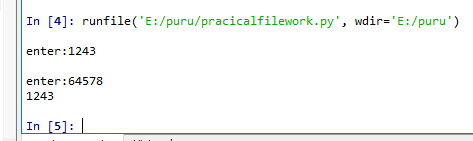 In [4]: runfile('E:/puru/pracicalfilework.py', wdir='E:/puru')
enter:1243
enter:64578
1243
In [5]: